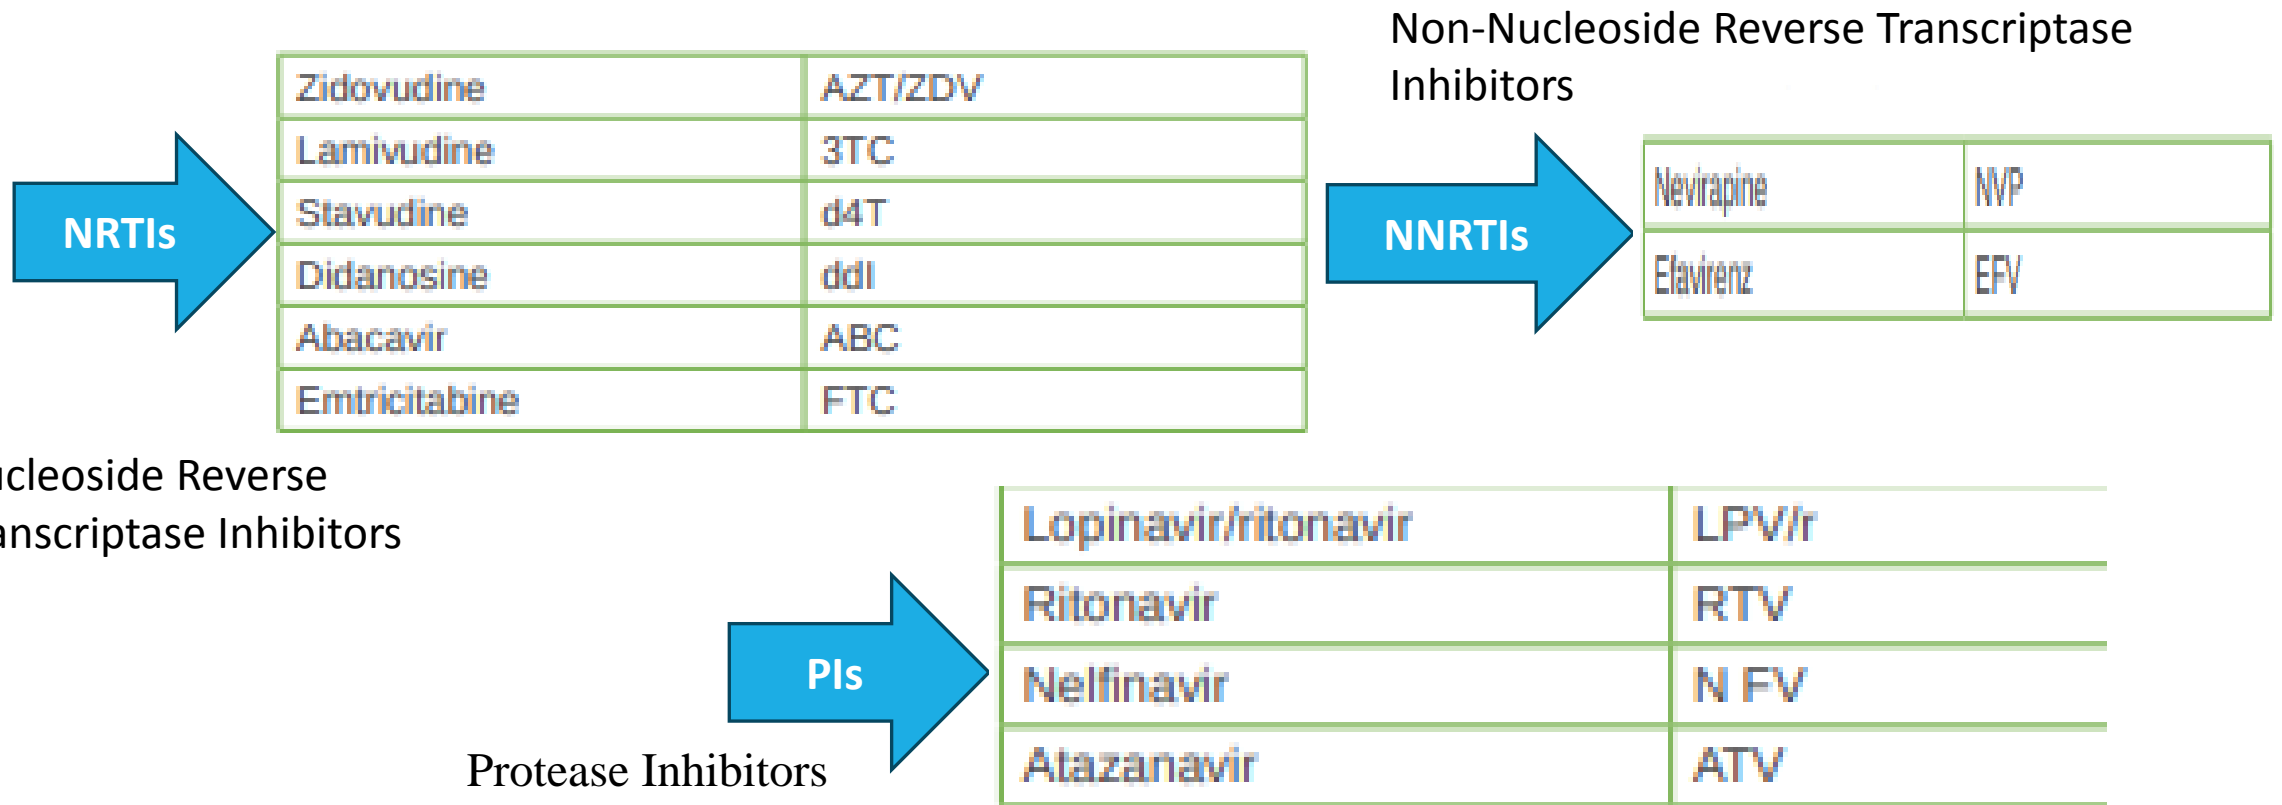 Non-Nucleoside Reverse Transcriptase
Inhibitors
NRTIs
Zidovudine AZT/ZDV
Lamivudine 3TC
Stavudine d4T
Didanosine ddI
Abacavir ABC
Emtricitabine FTC
NNRTIs
Nevirapine NVP
Efavirenz EFV
ucleoside Reverse
anscriptase Inhibitors
PIs
Protease Inhibitors
Lopinavir/ritonavir LPV/r
Ritonavir RTV
Nelfinavir N FV
Atazanavir ATV